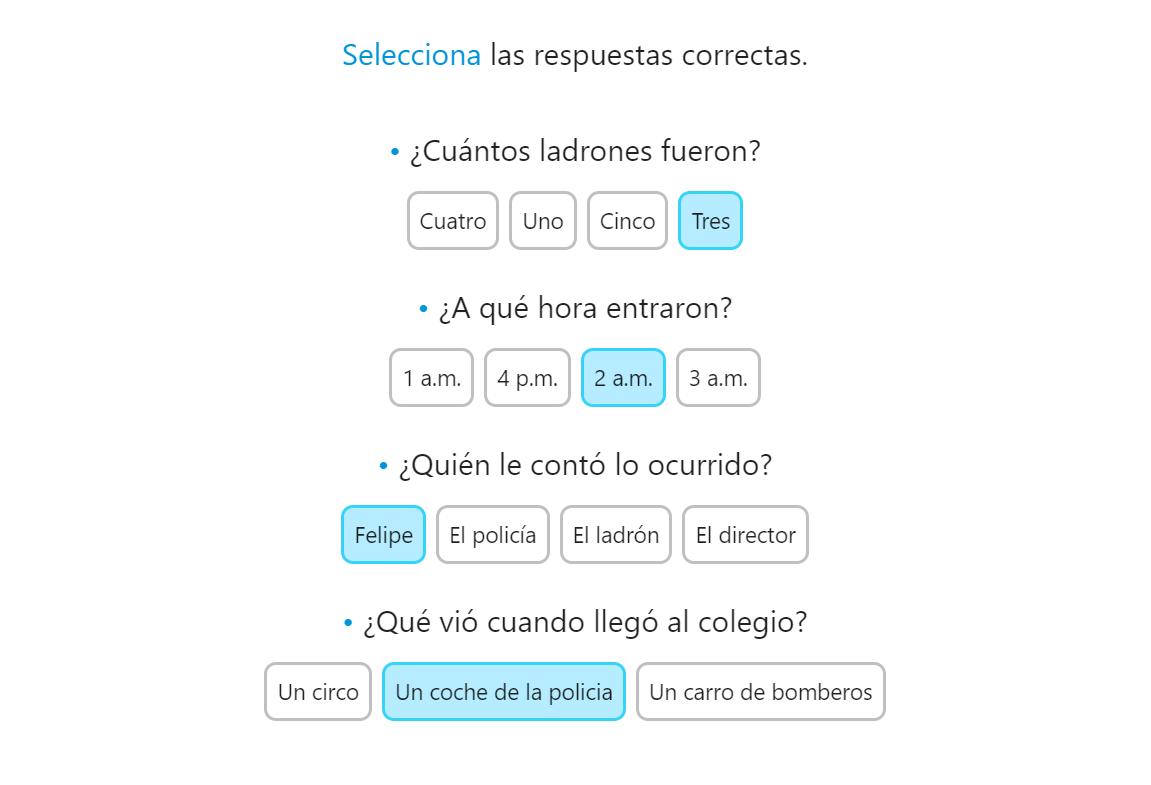 Selecciona las respuestas correctas.
• ¿Cuántos ladrones fueron?
Cuatro Uno Cinco Tres
• ¿A qué hora entraron?
1 a.m. 4 p.m. 2 a.m. 3 a.m.
• ¿Quién le contó lo ocurrido?
Felipe El policía El ladrón El director
• ¿Qué vió cuando llegó al colegio?
Un circo Un coche de la policia Un carro de bomberos